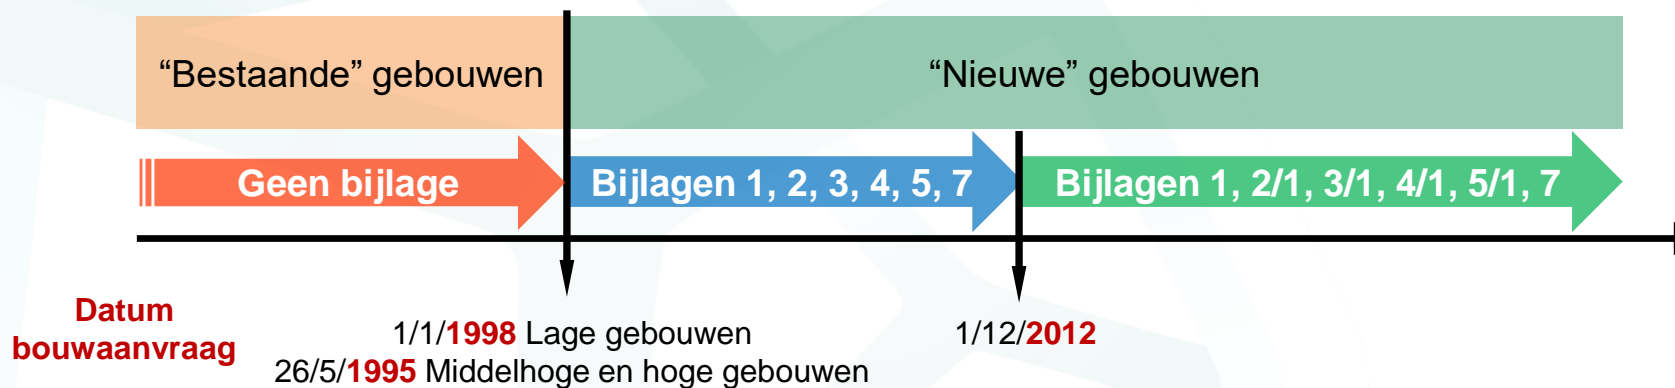 “Bestaande” gebouwen
“Nieuwe” gebouwen
Geen bijlage
Bijlagen 1, 2, 3, 4, 5, 7
Bijlagen 1, 2/1, 3/1, 4/1, 5/1, 7
Datum
bouwaanvraag
1/1/1998 Lage gebouwen
26/5/1995 Middelhoge en hoge gebouwen
1/12/2012